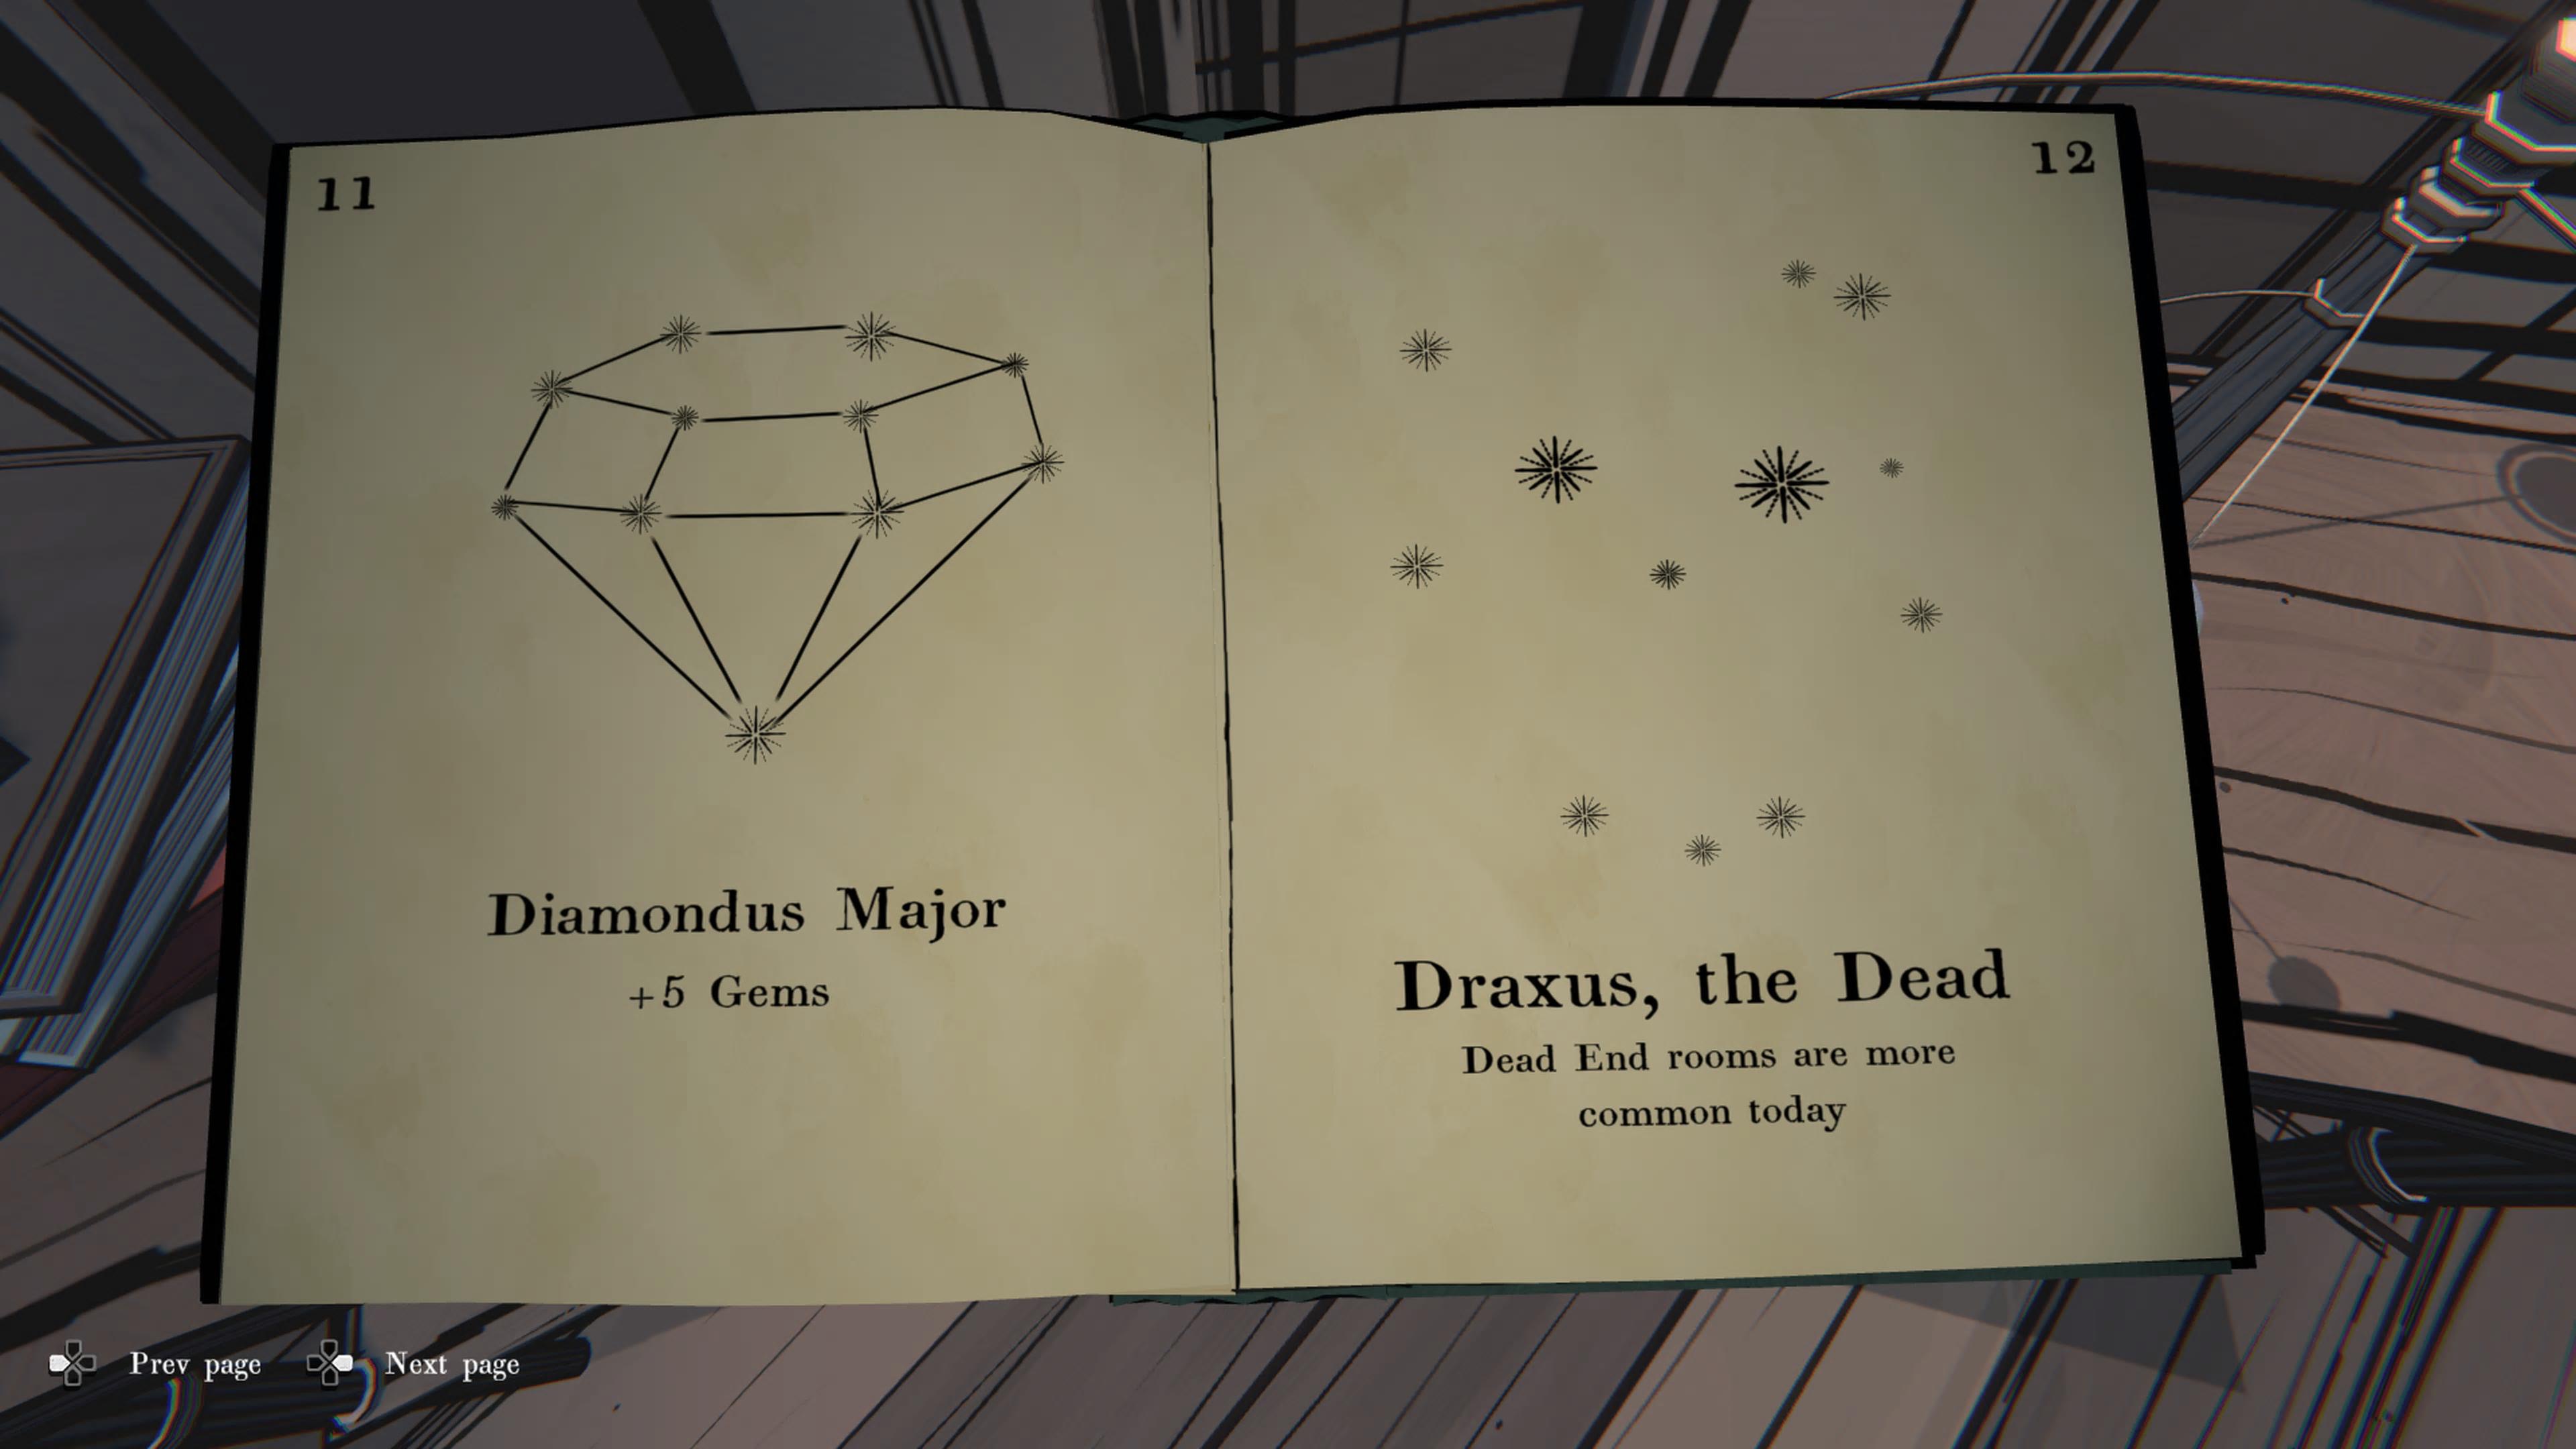 11
Diamondus Major
+5 Gems
12
Draxus, the Dead
Dead End rooms are more
common today
Prev page
Next page